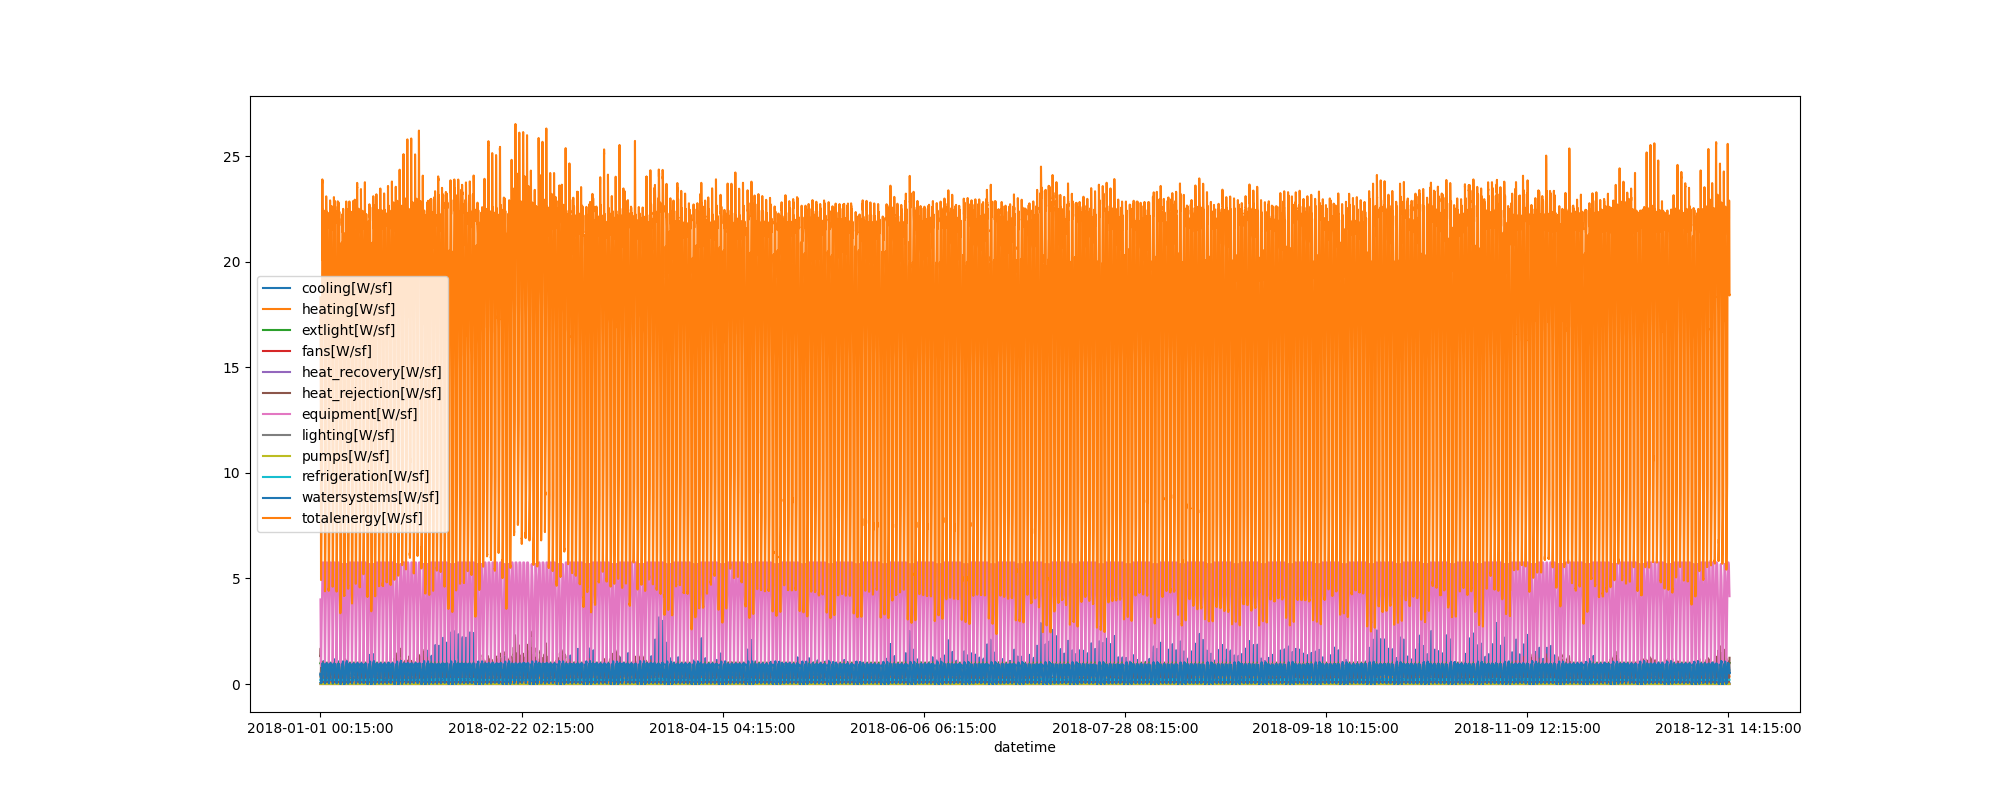 25
20
15
10
5
0
cooling[W/sf]
heating[W/sf]
extlight[W/sf]
fans[W/sf]
heat_recovery[W/sf]
heat_rejection[W/sf]
equipment[W/sf]
lighting[W/sf]
pumps[W/sf]
refrigeration[W/sf]
watersystems[W/sf]
totalenergy[W/sf]
2018-01-01 00:15:00 2018-02-22 02:15:00 2018-04-15 04:15:00 2018-06-06 06:15:00 2018-07-28 08:15:00 2018-09-18 10:15:00 2018-11-09 12:15:00 2018-12-31 14:15:00
datetime